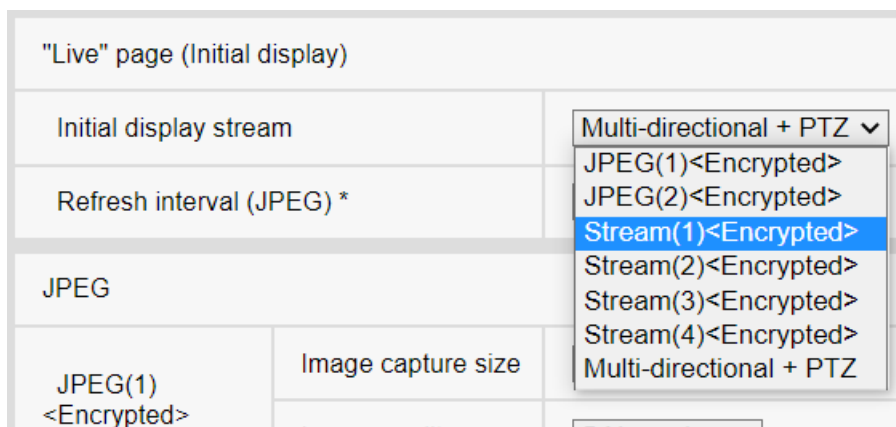 "Live" page (Initial display)
Initial display stream
Multi-directional + PTZ
JPEG(1)<Encrypted>
JPEG(2)<Encrypted>
Stream(1)<Encrypted>
Stream(2)<Encrypted>
Stream(3)<Encrypted>
Stream(4)<Encrypted>
Multi-directional + PTZ
Refresh interval (JPEG) *
JPEG
JPEG(1)
<Encrypted>
Image capture size